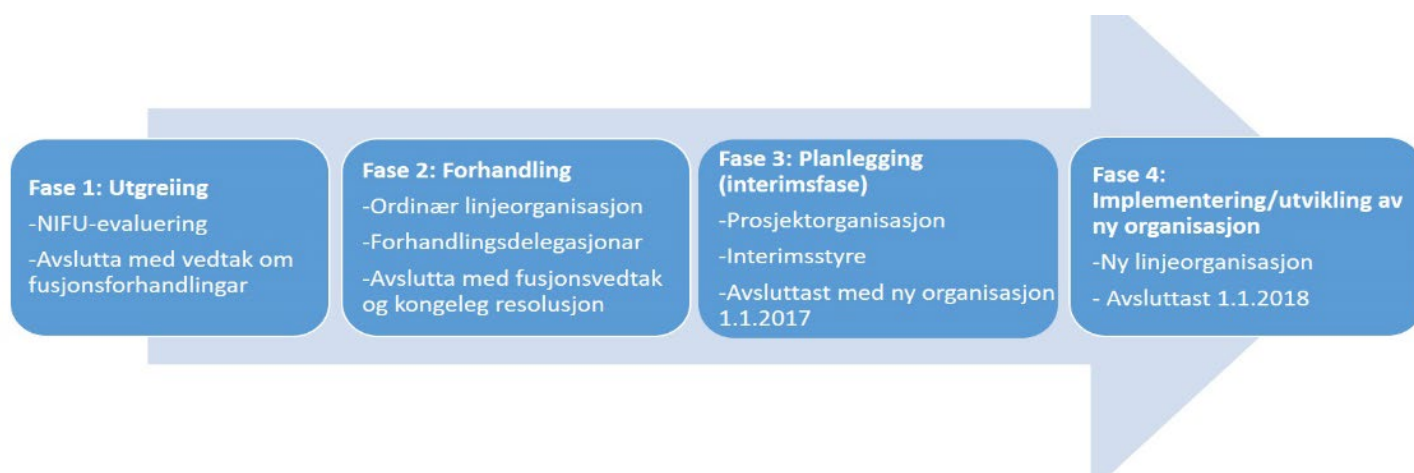 Fase 1: Utgreiing
-NIFU-evaluering
-Avslutta med vedtak om
fusjonsforhandlingar
Fase 2: Forhandling
-Ordinær linjeorganisasjon
-Forhandlingsdelegasjonar
-Avslutta med fusjonsvedtak
og kongeleg resolusjon
Fase 3: Planlegging
(interimsfase)
-Prosjektorganisasjon
-Interimsstyre
-Avsluttast med ny organisasjon
1.1.2017
Fase 4:
Implementering/utvikling av
ny organisasjon
-Ny linjeorganisasjon
- Avsluttast 1.1.2018